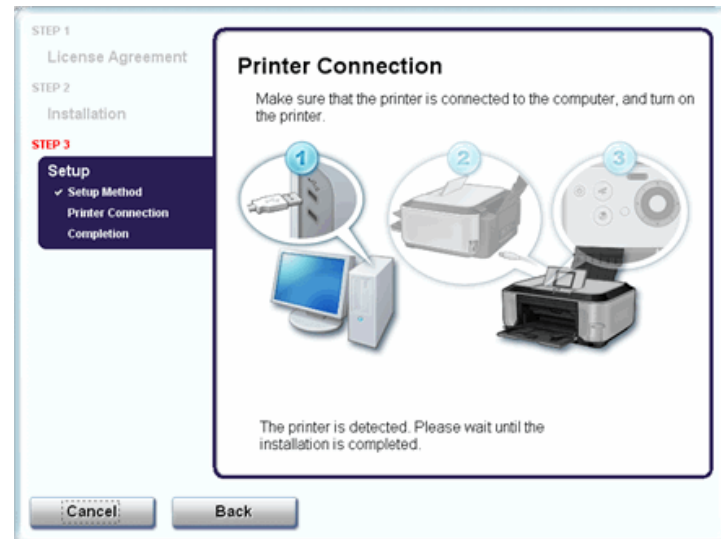 STEP 1
License Agreement
STEP 2
Installation
STEP 3
Setup
✓ Setup Method
Printer Connection
Completion
Printer Connection
Make sure that the printer is connected to the computer, and turn on
the printer.
1
2
3
The printer is detected. Please wait until the
installation is completed.
Cancel
Back